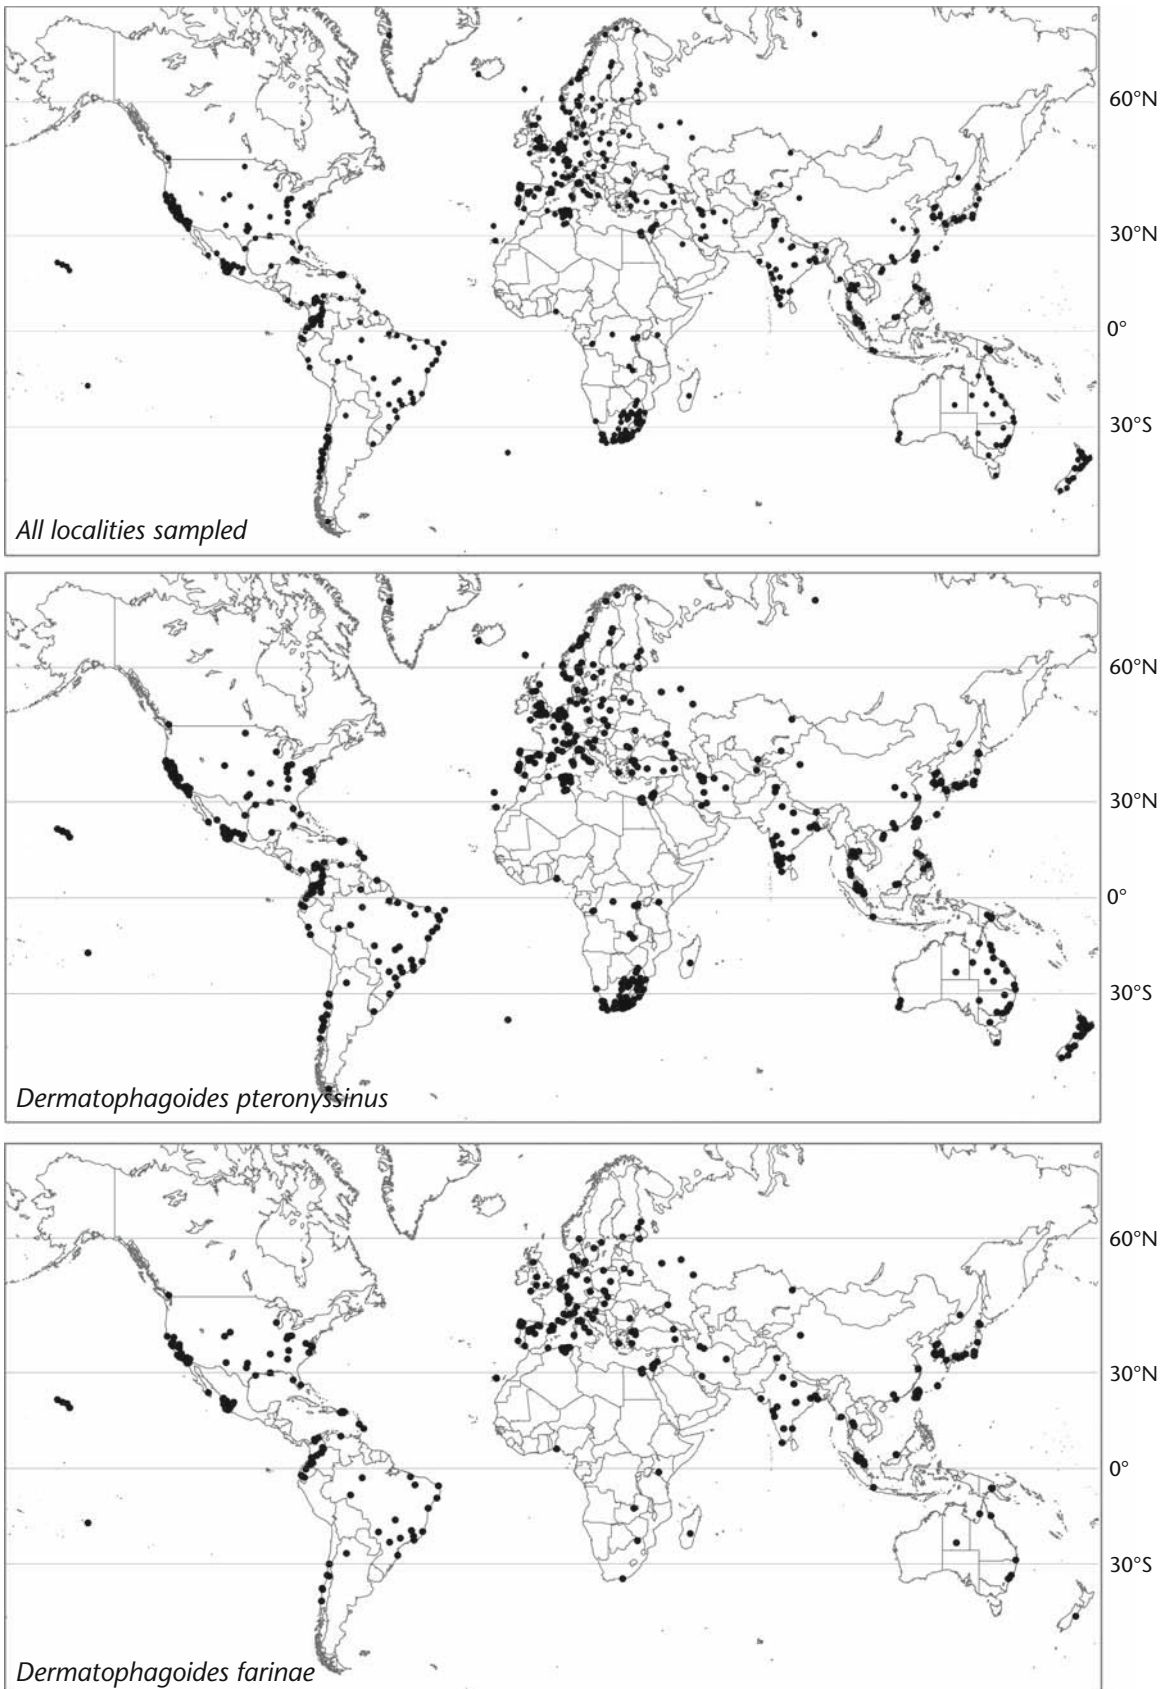 60°N
30°N
0°
30°S
All localities sampled
60°N
30°N
0°
30°S
Dermatophagoides pteronyssinus
60°N
30°N
0°
30°S
Dermatophagoides farinae